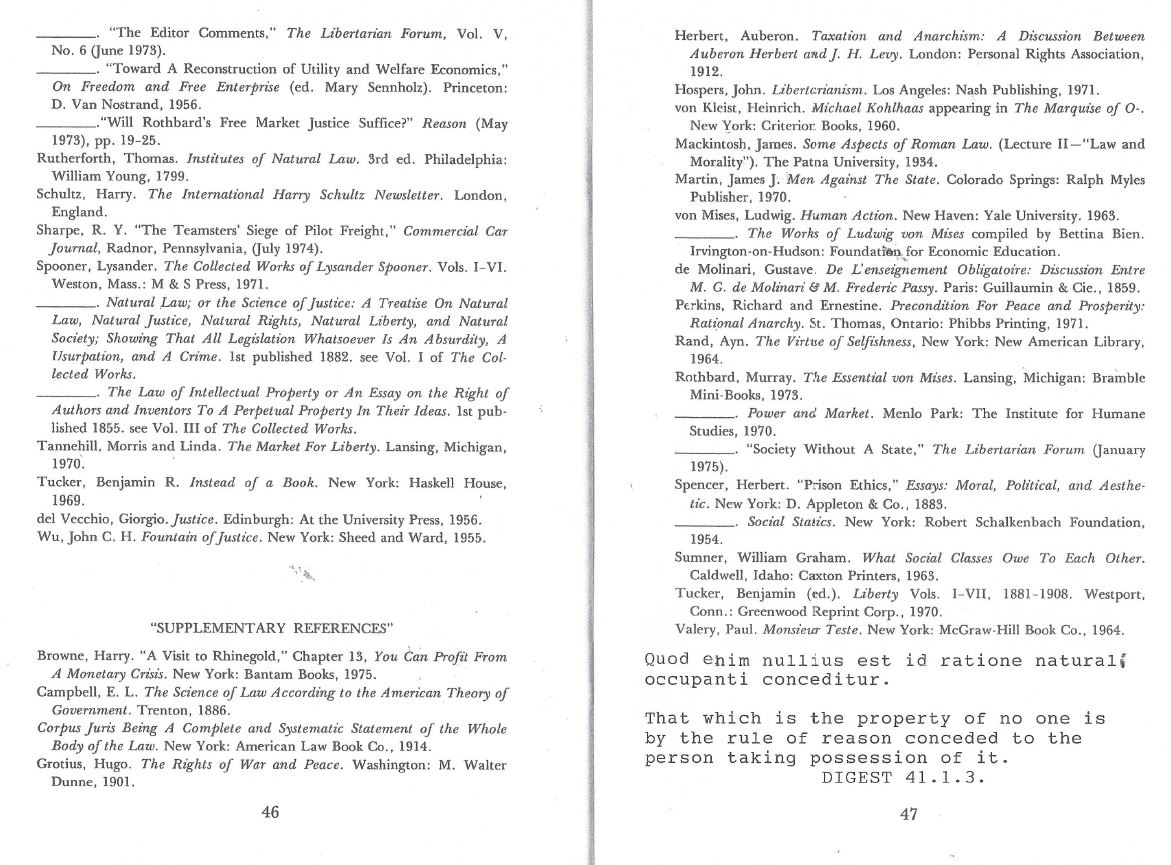 ________. “The Editor Comments,” The Libertarian Forum, Vol. V,
No. 6 (June 1973).
________. “Toward A Reconstruction of Utility and Welfare Economics,”
On Freedom and Free Enterprise (ed. Mary Sennholz). Princeton:
D. Van Nostrand, 1956.
________.“Will Rothbard’s Free Market Justice Suffice?” Reason (May
1973), pp. 19-25.
Rutherforth, Thomas. Institutes of Natural Law. 3rd ed. Philadelphia:
William Young, 1799.
Schultz, Harry. The International Harry Schultz Newsletter. London,
England.
Sharpe, R. Y. “The Teamsters’ Siege of Pilot Freight,” Commercial Car
Journal, Radnor, Pennsylvania, (July 1974).
Spooner, Lysander. The Collected Works of Lysander Spooner. Vols. I-VI.
Weston, Mass.: M & S Press, 1971.
________. Natural Law; or the Science of Justice: A Treatise On Natural
Law, Natural Justice, Natural Rights, Natural Liberty, and Natural
Society; Showing That All Legislation Whatsoever Is An Absurdity, A
Usurpation, and A Crime. 1st published 1882. see Vol. I of The Col-
lected Works.
________. The Law of Intellectual Property or An Essay on the Right of
Authors and Inventors To A Perpetual Property In Their Ideas. 1st pub-
lished 1855. see Vol. III of The Collected Works.
Tannehill, Morris and Linda. The Market For Liberty. Lansing, Michigan,
1970.
Tucker, Benjamin R. Instead of a Book. New York: Haskell House,
1969.
del Vecchio, Giorgio. Justice. Edinburgh: At the University Press, 1956.
Wu, John C. H. Fountain of Justice. New York: Sheed and Ward, 1955.
“SUPPLEMENTARY REFERENCES”
Browne, Harry. “A Visit to Rhinegold,” Chapter 13, You Can Profit From
A Monetary Crisis. New York: Bantam Books, 1975.
Campbell, E. L. The Science of Law According to the American Theory of
Government. Trenton, 1886.
Corpus Juris Being A Complete and Systematic Statement of the Whole
Body of the Law. New York: American Law Book Co., 1914.
Grotius, Hugo. The Rights of War and Peace. Washington: M. Walter
Dunne, 1901.
46
Herbert, Auberon. Taxation and Anarchism: A Discussion Between
Auberon Herbert and J. H. Levy. London: Personal Rights Association,
1912.
Hospers, John. Libertarianism. Los Angeles: Nash Publishing, 1971.
von Kleist, Heinrich. Michael Kohlhaas appearing in The Marquise of O-.
New York: Criterion Books, 1960.
Mackintosh, James. Some Aspects of Roman Law. (Lecture II—“Law and
Morality”). The Patna University, 1934.
Martin, James J. Men Against The State. Colorado Springs: Ralph Myles
Publisher, 1970.
von Mises, Ludwig. Human Action. New Haven: Yale University. 1963.
________. The Works of Ludwig von Mises compiled by Bettina Bien.
Irvington-on-Hudson: Foundation for Economic Education.
de Molinari, Gustave. De L’enseignement Obligatoire: Discussion Entre
M. G. de Molinari & M. Frederic Passy. Paris: Guillaumin & Cie., 1859.
Perkins, Richard and Ernestine. Precondition For Peace and Prosperity:
Rational Anarchy. St. Thomas, Ontario: Phibbs Printing, 1971.
Rand, Ayn. The Virtue of Selfishness, New York: New American Library,
1964.
Rothbard, Murray. The Essential von Mises. Lansing, Michigan: Bramble
Mini-Books, 1973.
________. Power and Market. Menlo Park: The Institute for Humane
Studies, 1970.
________. “Society Without A State,” The Libertarian Forum (January
1975).
Spencer, Herbert. “Prison Ethics,” Essays: Moral, Political, and Aesthe-
tic. New York: D. Appleton & Co., 1883.
________. Social Statics. New York: Robert Schalkenbach Foundation,
1954.
Sumner, William Graham. What Social Classes Owe To Each Other.
Caldwell, Idaho: Caxton Printers, 1963.
Tucker, Benjamin (ed.). Liberty Vols. I-VII, 1881-1908. Westport,
Conn.: Greenwood Reprint Corp., 1970.
Valery, Paul. Monsieur Teste. New York: McGraw-Hill Book Co., 1964.
Quod enim nullius est id ratione naturali
occupanti conceditur.
That which is the property of no one is
by the rule of reason conceded to the
person taking possession of it.
DIGEST 41.1.3.
47